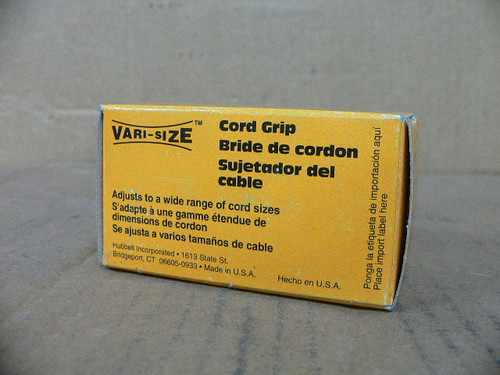 VARI-SIZE™
Cord Grip
Bride de cordon
Sujetador del
cable
Adjusts to a wide range of cord sizes
S'adapte à une gamme étendue de
dimensions de cordon
Se ajusta a varios tamaños de cable
Hubbell Incorporated • 1613 State St.
Bridgeport, CT 06605-0933 • Made in U.S.A.
Hecho en U.S.A.
Ponga la etiqueta de importación aquí
Place import label here